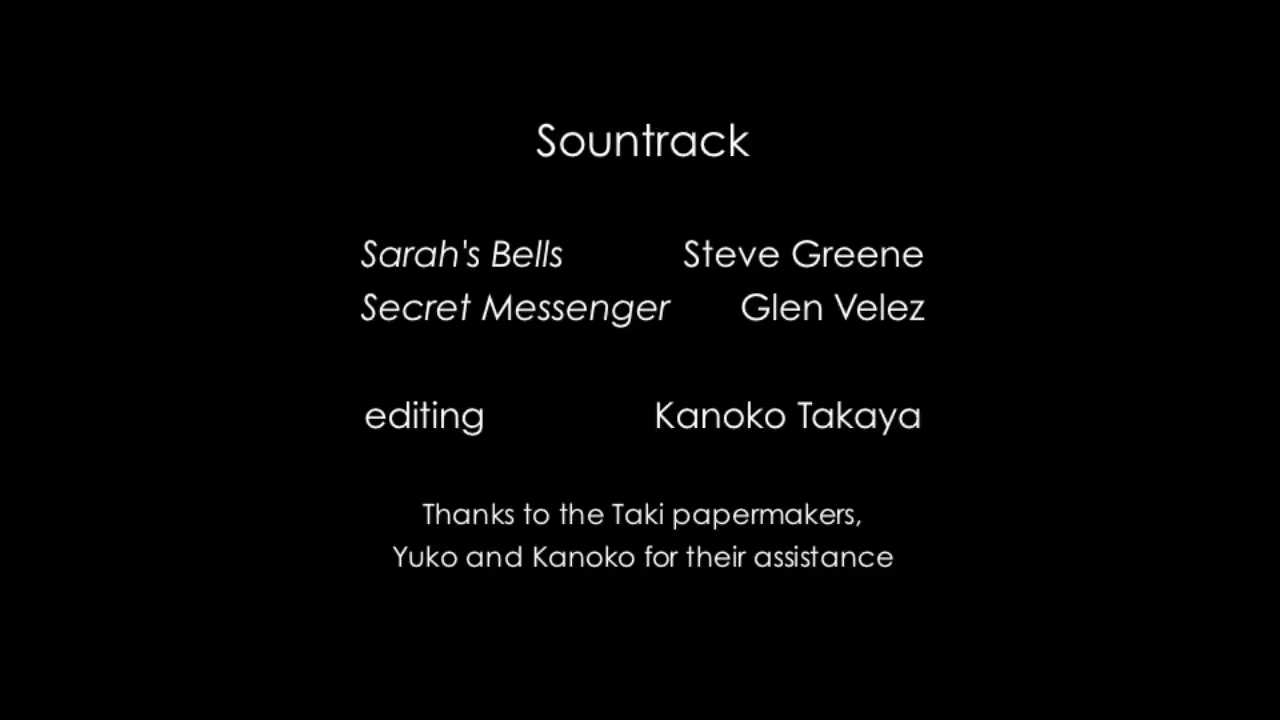 Sountrack
Sarah's Bells Steve Greene
Secret Messenger Glen Velez
editing Kanoko Takaya
Thanks to the Taki papermakers,
Yuko and Kanoko for their assistance